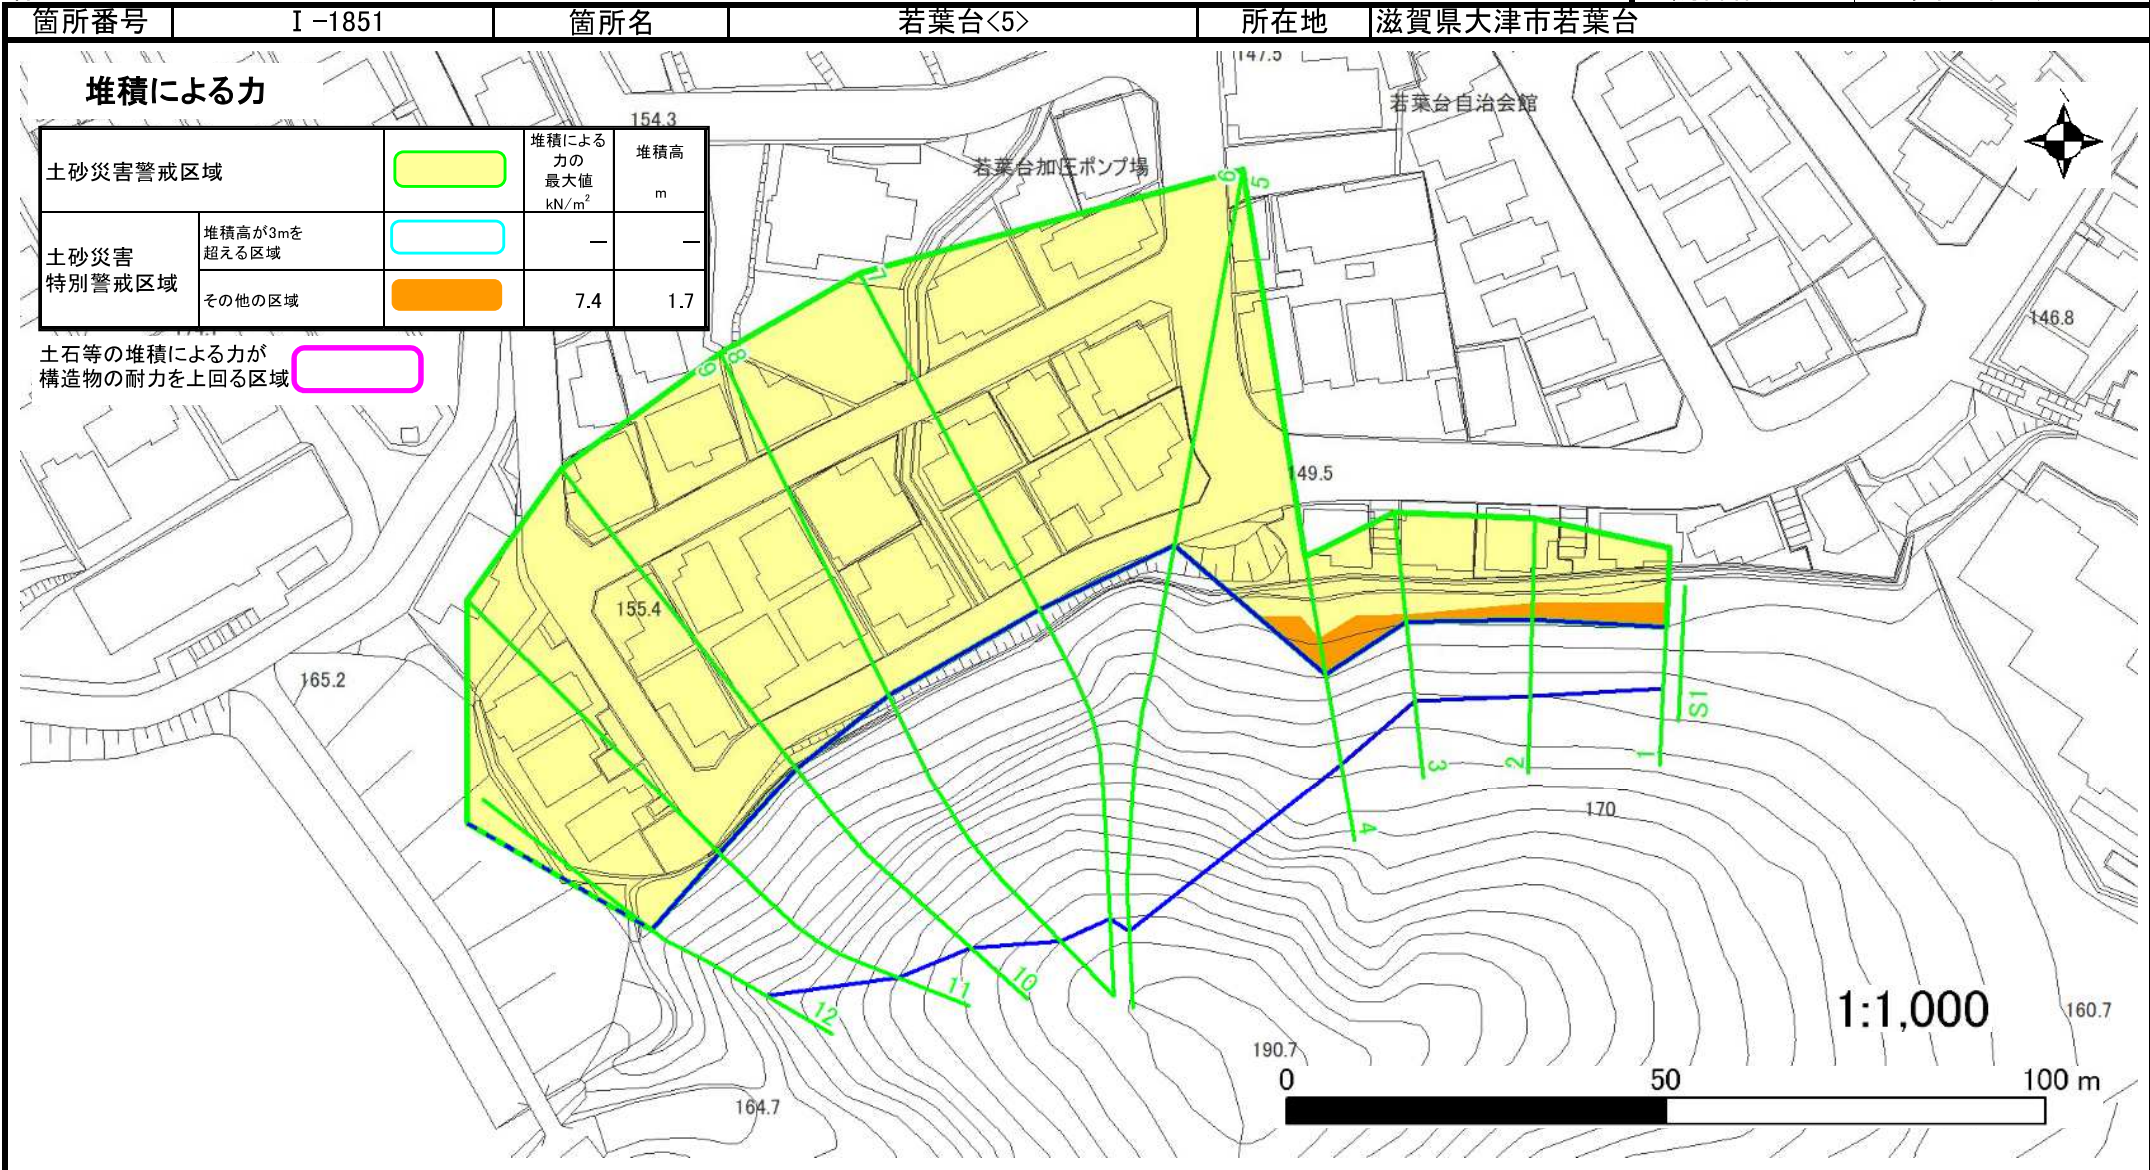 箇所番号 Ⅰ-1851 箇所名 若葉台<5> 所在地 滋賀県大津市若葉台
堆積による力
土砂災害警戒区域
堆積による
力の
最大値
kN/m²
堆積高
m
土砂災害
特別警戒区域
堆積高が3mを
超える区域
—
—
その他の区域
7.4
1.7
土石等の堆積による力が
構造物の耐力を上回る区域
147.5
154.3
若葉台自治会館
若葉台加圧ポンプ場
146.8
149.5
155.4
165.2
170
190.7
160.7
164.7
6
5
7
8
9
S1
1
2
3
4
10
11
12
1:1,000
0 50 100 m